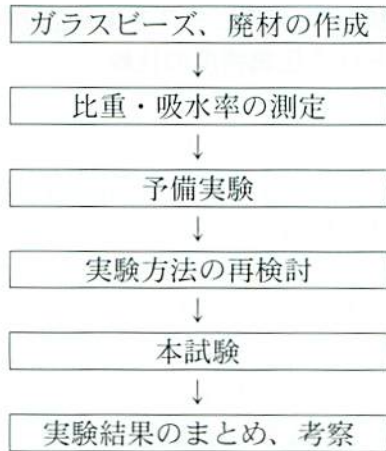 ガラスビーズ、廃材の作成
↓
比重・吸水率の測定
↓
予備実験
↓
実験方法の再検討
↓
本試験
↓
実験結果のまとめ、考察